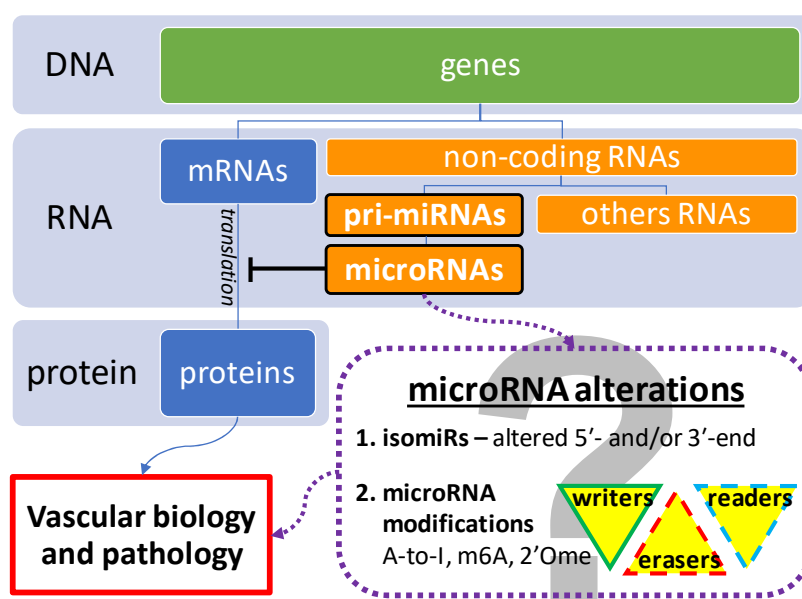 DNA
genes
RNA
mRNAs
non-coding RNAs
pri-miRNAs
others RNAs
translation
microRNAs
protein
proteins
?
microRNA alterations
1. isomiRs – altered 5′- and/or 3′-end
2. microRNA
modifications
A-to-I, m6A, 2’Ome
writers
readers
erasers
Vascular biology
and pathology